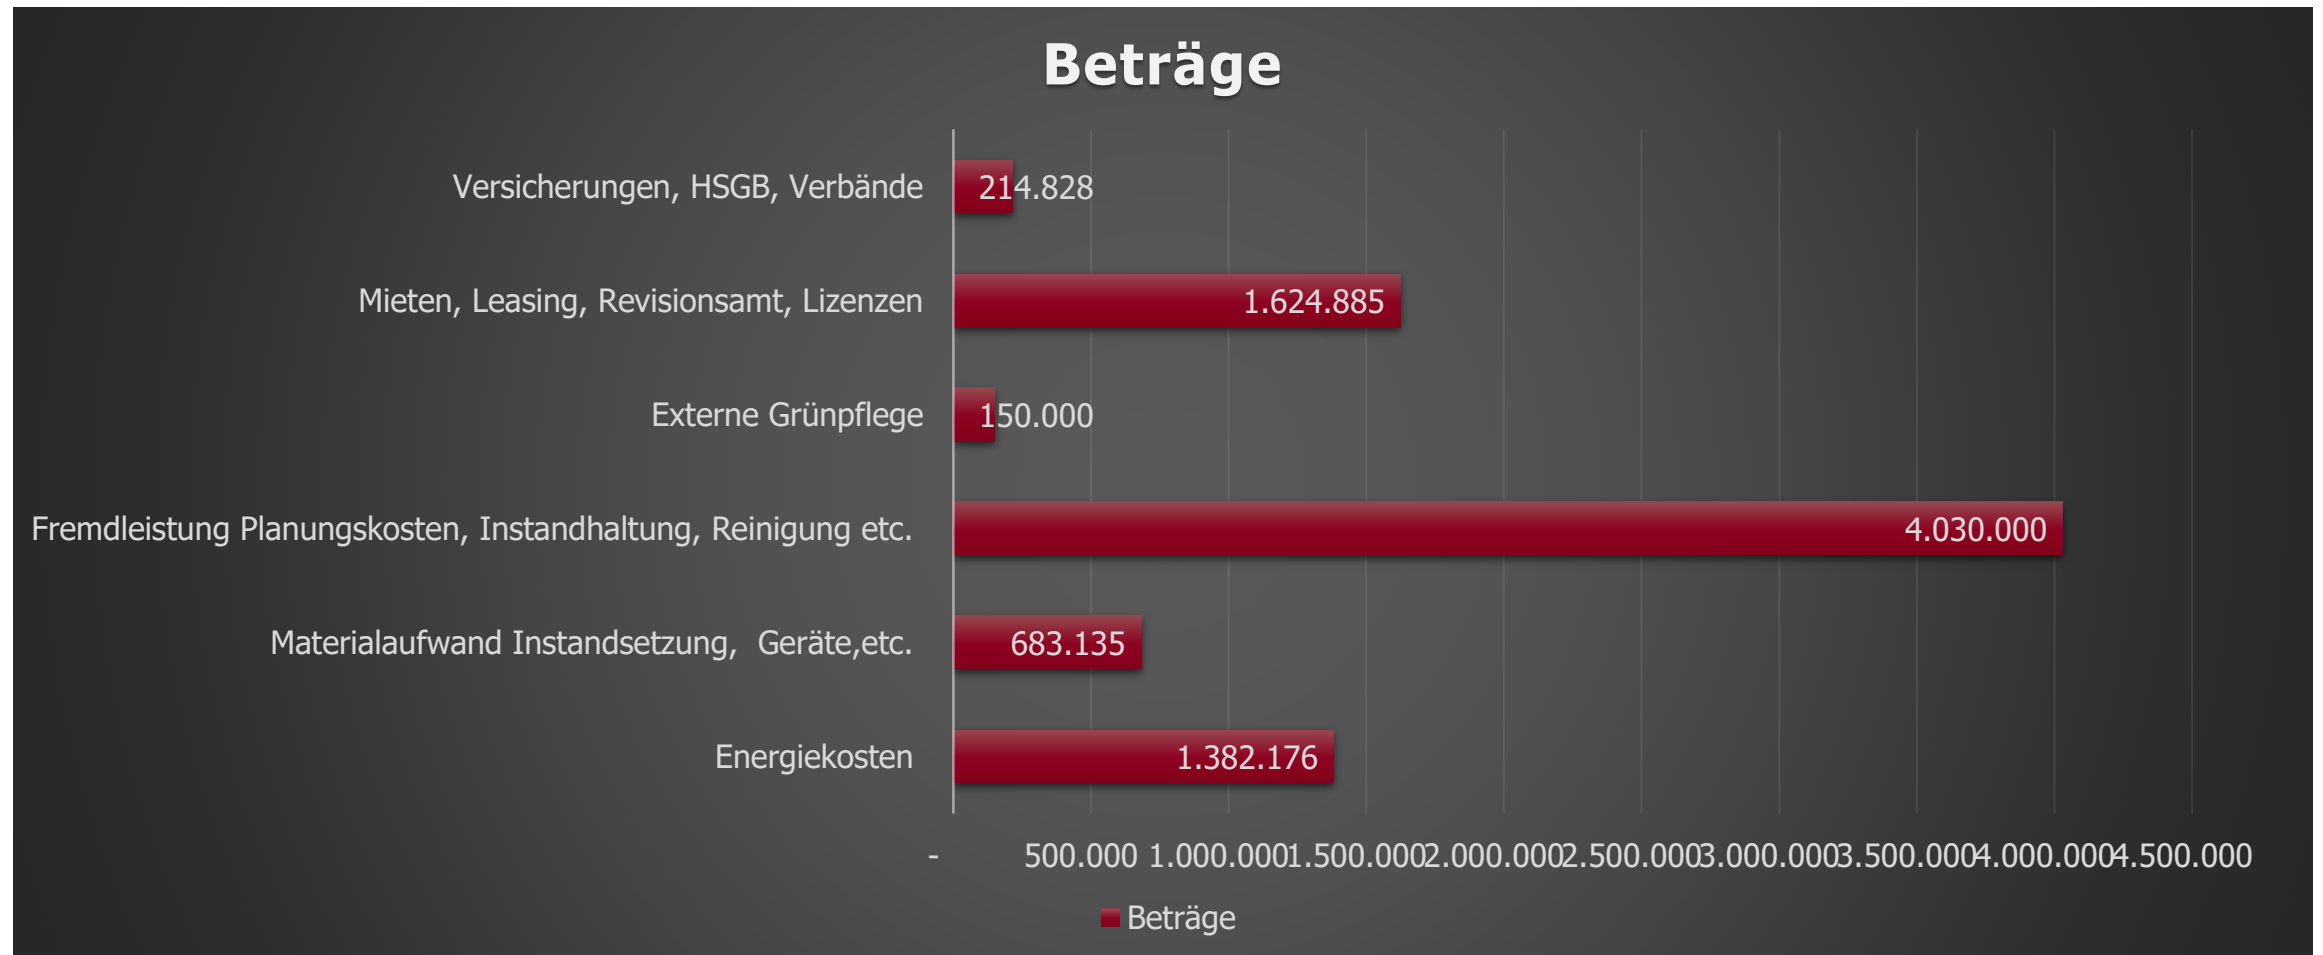 Beträge
Versicherungen, HSGB, Verbände 214.828
Mieten, Leasing, Revisionsamt, Lizenzen 1.624.885
Externe Grünpflege 150.000
Fremdleistung Planungskosten, Instandhaltung, Reinigung etc. 4.030.000
Materialaufwand Instandsetzung,  Geräte,etc. 683.135
Energiekosten 1.382.176
- 500.000 1.000.000 1.500.000 2.000.000 2.500.000 3.000.000 3.500.000 4.000.000 4.500.000
Beträge